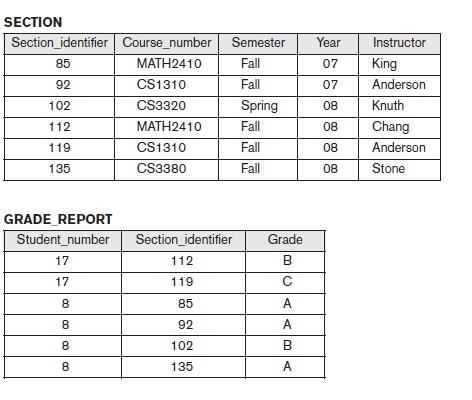 SECTION
Section_identifier Course_number Semester Year Instructor
85 MATH2410 Fall 07 King
92 CS1310 Fall 07 Anderson
102 CS3320 Spring 08 Knuth
112 MATH2410 Fall 08 Chang
119 CS1310 Fall 08 Anderson
135 CS3380 Fall 08 Stone
GRADE_REPORT
Student_number Section_identifier Grade
17 112 B
17 119 C
8 85 A
8 92 A
8 102 B
8 135 A